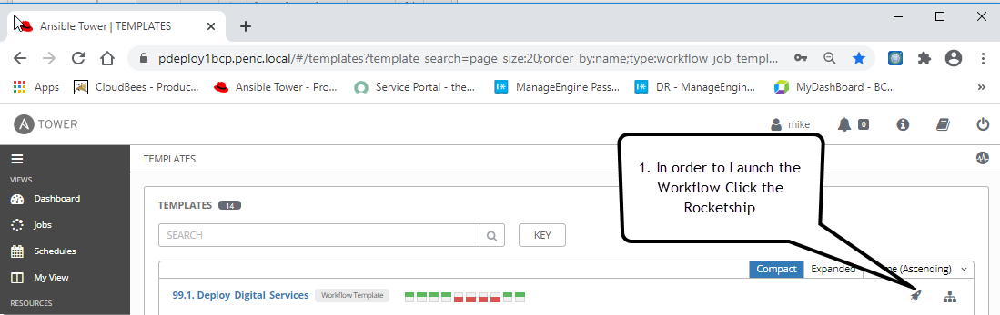 Ansible Tower | TEMPLATES
pdeploy1bcp.penc.local/#/templates?template_search=page_size:20;order_by:name;type:workflow_job_templ...
Apps CloudBees - Produc... Ansible Tower - Pro... Service Portal - the... ManageEngine Pass... DR - ManageEngin... MyDashBoard - BC... »
A TOWER mike 0
VIEWS
TEMPLATES
Dashboard
Jobs
Schedules
My View
RESOURCES
TEMPLATES 14
SEARCH KEY
1. In order to Launch the
Workflow Click the
Rocketship
Compact Expanded (Ascending)
99.1. Deploy_Digital_Services Workflow Template